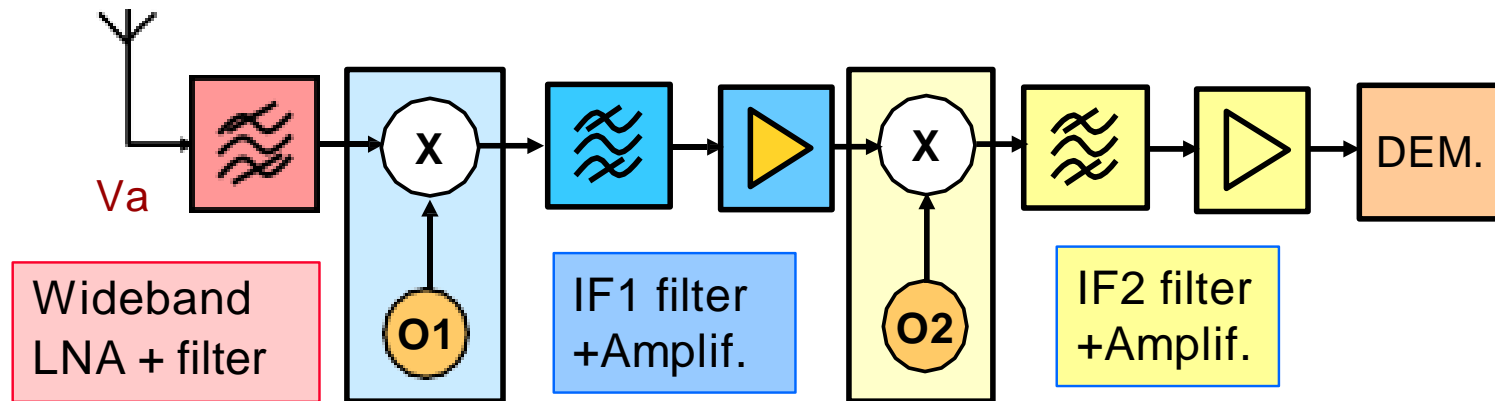 X
X
DEM.
Va
O1
O2
Wideband
LNA + filter
IF1 filter
+Amplif.
IF2 filter
+Amplif.